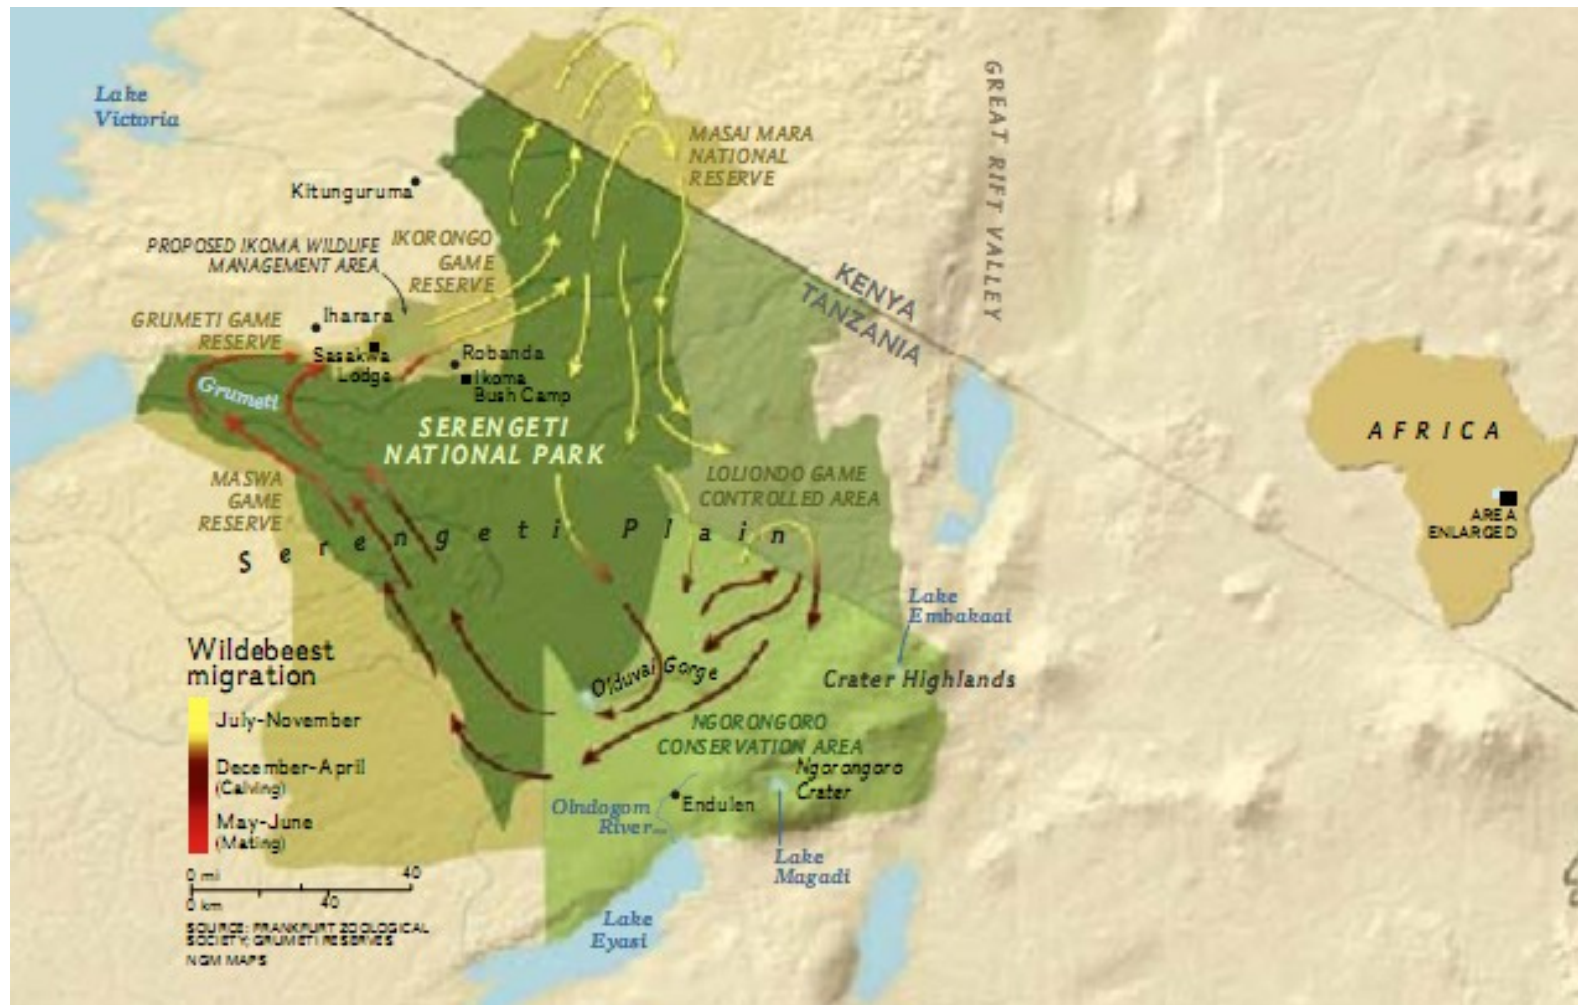 Lake
Victoria
Kitunguruma
PROPOSED IKOMA WILDLIFE
MANAGEMENT AREA
IKORONGO
GAME
RESERVE
MASAI MARA
NATIONAL
RESERVE
GREAT RIFT VALLEY
KENYA
TANZANIA
GRUMETI GAME
RESERVE
Iharara
Sasakwa
Lodge
Robanda
Ikoma
Bush Camp
Grumeti
SERENGETI
NATIONAL PARK
MASWA
GAME
RESERVE
LOLIONDO GAME
CONTROLLED AREA
Serengeti Plain
AFRICA
AREA
ENLARGED
Lake
Embakaai
Crater Highlands
Olduvai Gorge
NGORONGORO
CONSERVATION AREA
Ngorongoro
Crater
Endulen
Olndogom
River
Lake
Magadi
Lake
Eyasi
Wildebeest
migration
July-November
December-April
(Calving)
May-June
(Mating)
0 mi 40
0 km 40
SOURCE: FRANKFURT ZOOLOGICAL
SOCIETY; GRUMETI RESERVES
NGM MAPS